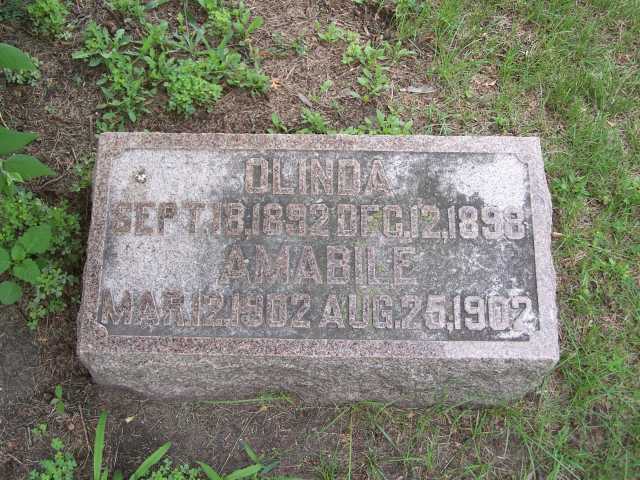 OLINDA
SEPT.18,1892 DEC.12,1898
AMABILE
MAR.12,1902 AUG.25,1902